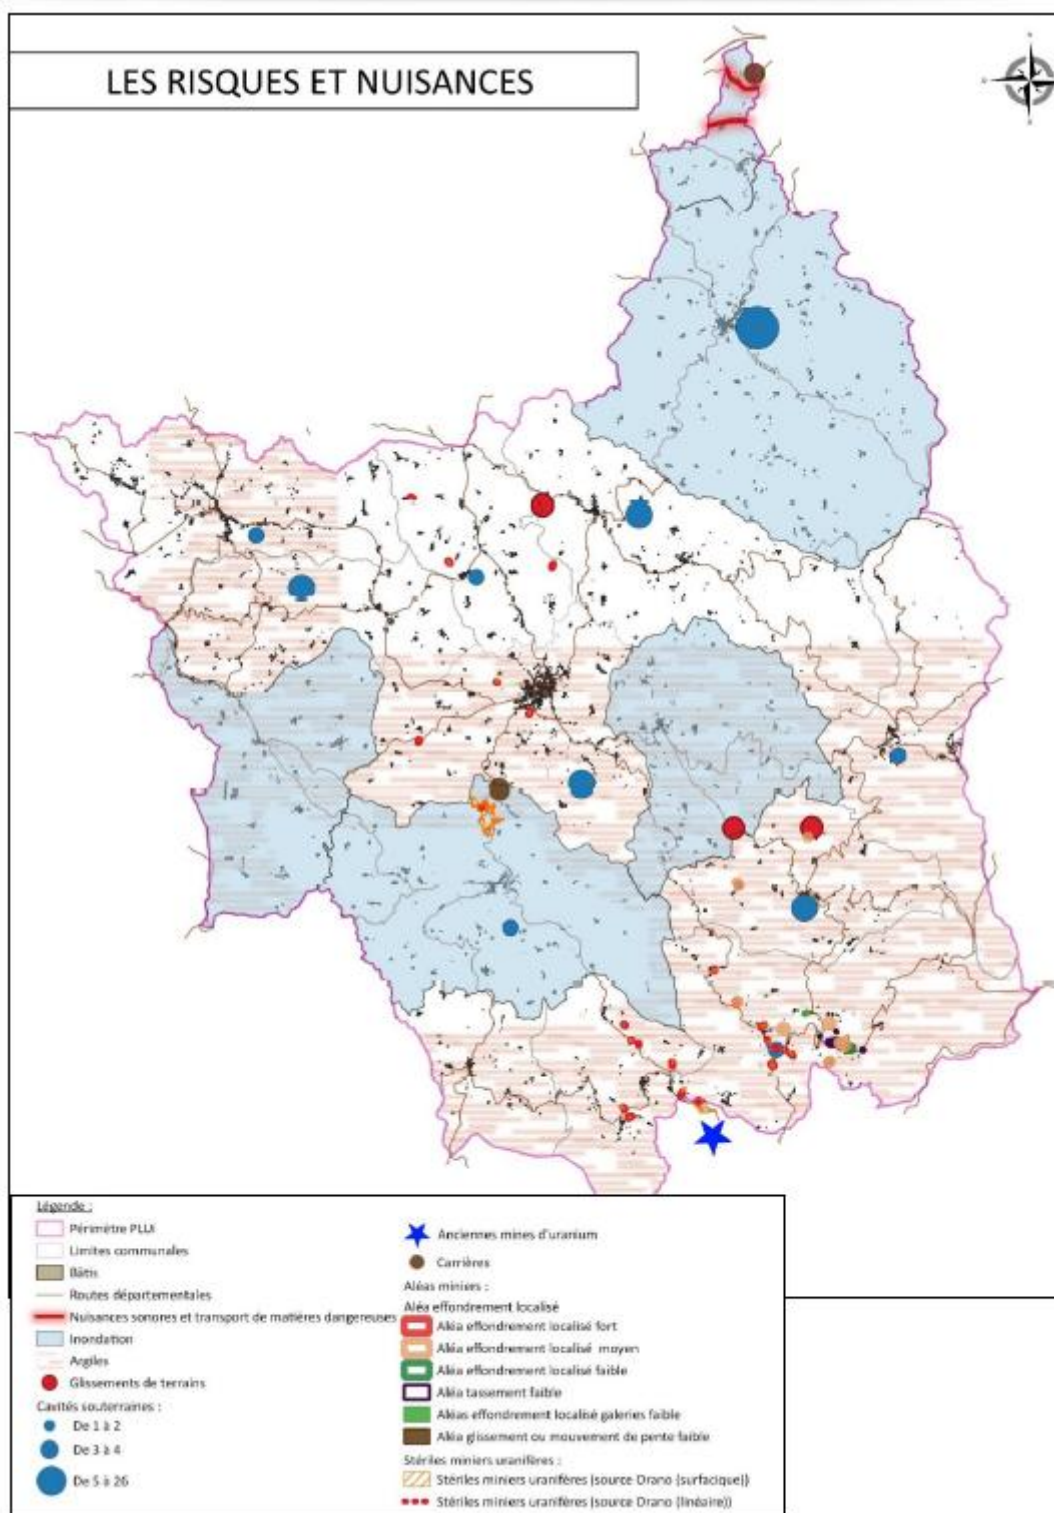 LES RISQUES ET NUISANCES
Légende :
Périmètre PLUi
Limites communales
Bâtis
Routes départementales
Nuisances sonores et transport de matières dangereuses
Inondation
Argiles
Glissements de terrains
Cavités souterraines :
De 1 à 2
De 3 à 4
De 5 à 26
Anciennes mines d'uranium
Carrières
Aléas miniers :
Aléa effondrement localisé
Aléa effondrement localisé fort
Aléa effondrement localisé moyen
Aléa effondrement localisé faible
Aléa tassement faible
Aléas effondrement localisé galeries faible
Aléa glissement ou mouvement de pente faible
Stériles miniers uranifères :
Stériles miniers uranifères (source Orano (surfacique))
Stériles miniers uranifères (source Orano (linéaire))